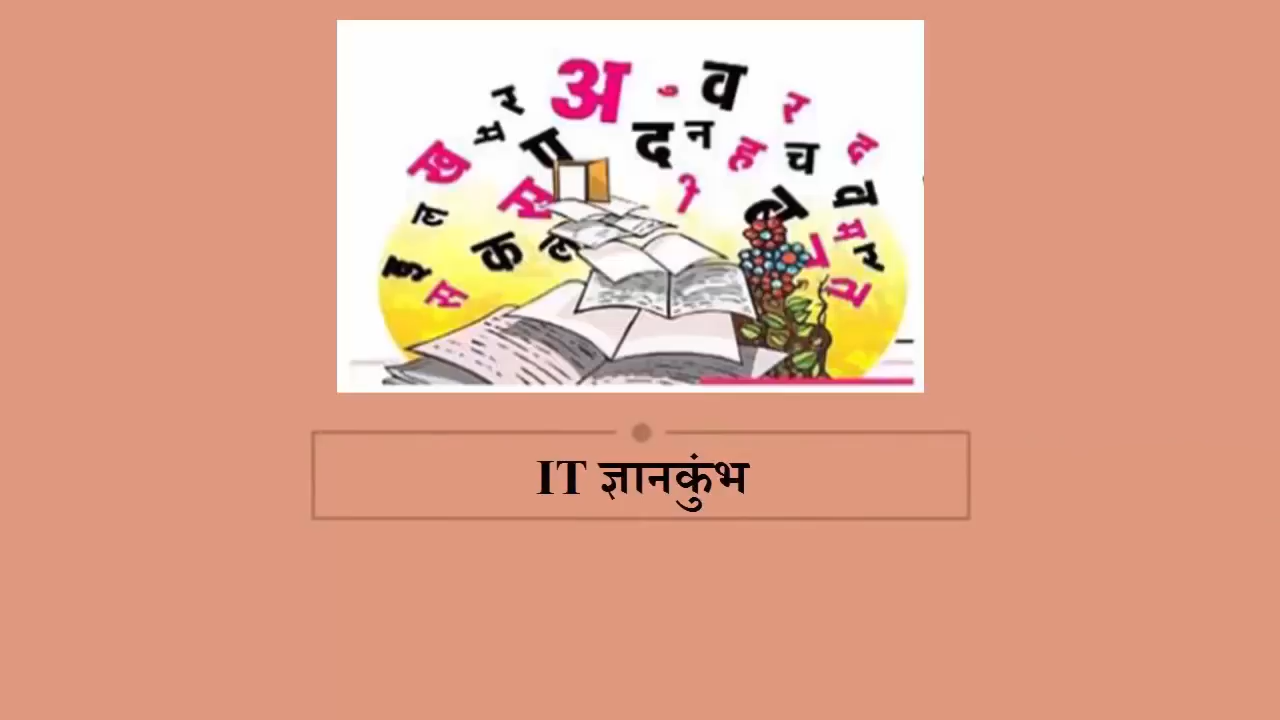 अ
व
र
र
म
द
न
ह
च
द
ख
प
स
ी
ल
व
म
क
ल
र
स
त
IT ज्ञानकुंभ